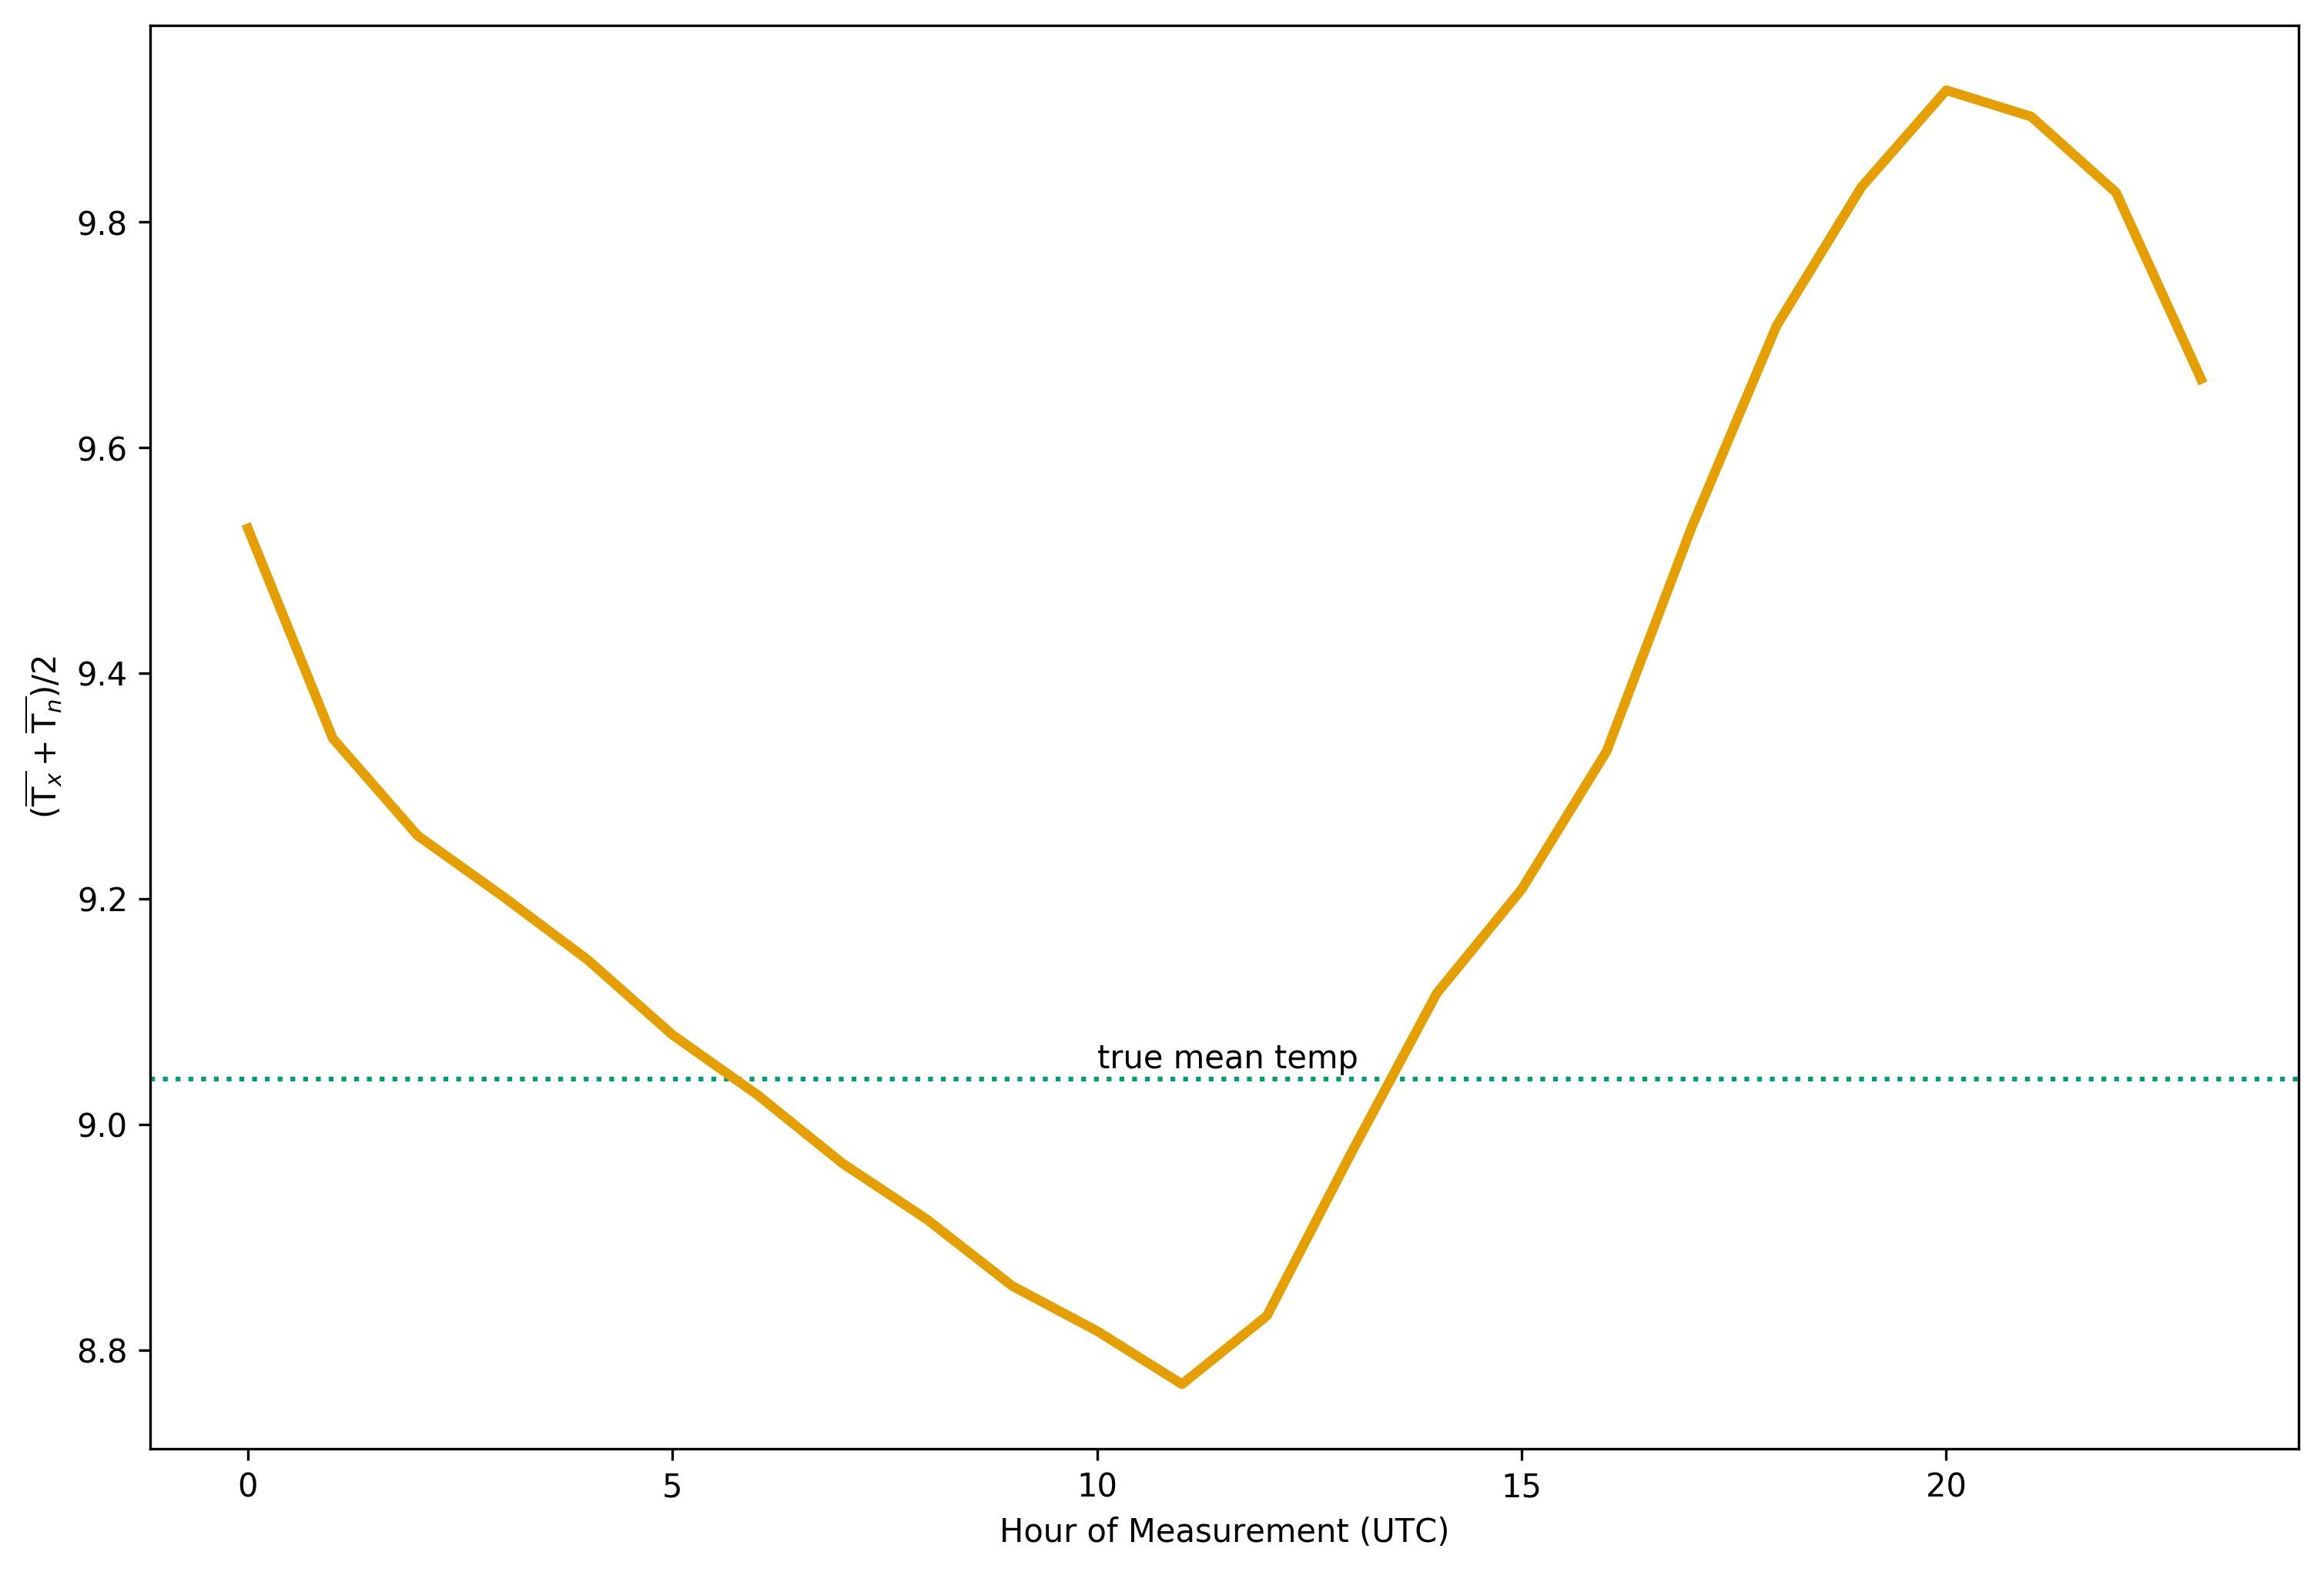 9.8
9.6
9.4
9.2
9.0
8.8
(T̅ₓ + T̅ₙ)/2
true mean temp
0 5 10 15 20
Hour of Measurement (UTC)